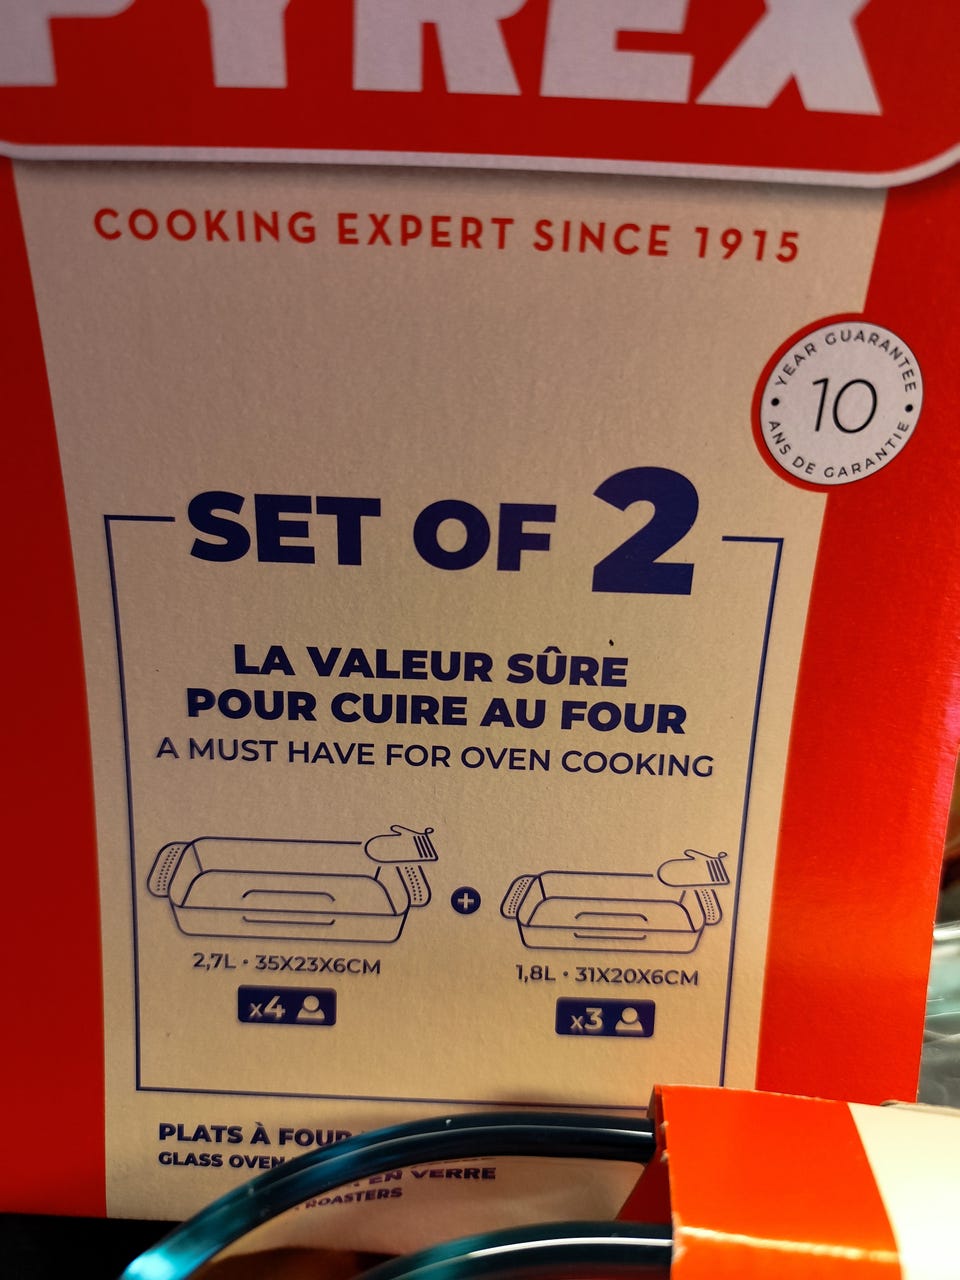 PYREX
COOKING EXPERT SINCE 1915
YEAR GUARANTEE
10
ANS DE GARANTIE
SET OF 2
LA VALEUR SÛRE
POUR CUIRE AU FOUR
A MUST HAVE FOR OVEN COOKING
+
2,7L • 35X23X6CM
x4
1,8L • 31X20X6CM
x3
PLATS À FOUR EN VERRE
GLASS OVEN ROASTERS